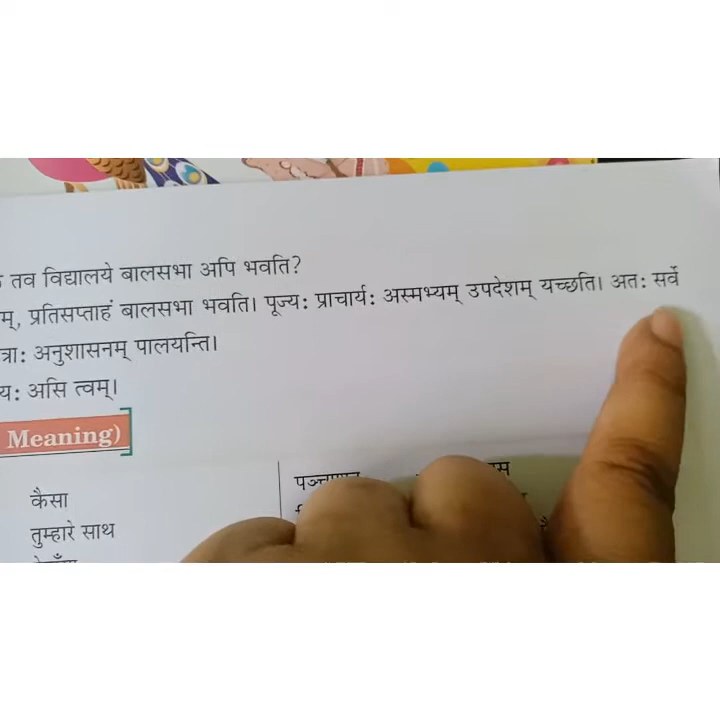 तव विद्यालये बालसभा अपि भवति?
म्, प्रतिसप्ताहं बालसभा भवति। पूज्य: प्राचार्य: अस्मभ्यम् उपदेशम् यच्छति। अत: सर्वे
त्रा: अनुशासनम् पालयन्ति।
य: असि त्वम्।
Meaning)
कैसा
तुम्हारे साथ